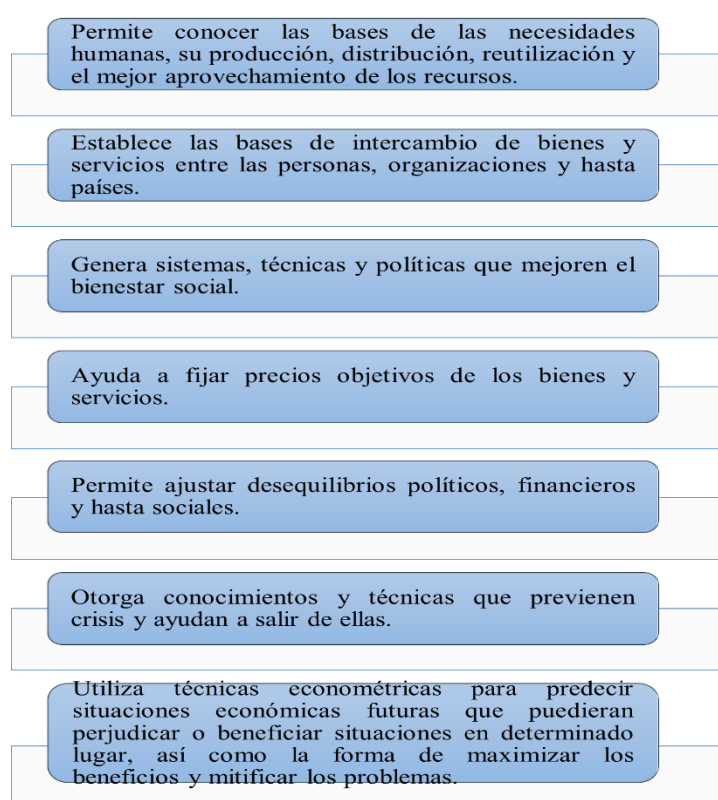 Permite conocer las bases de las necesidades
humanas, su producción, distribución, reutilización y
el mejor aprovechamiento de los recursos.
Establece las bases de intercambio de bienes y
servicios entre las personas, organizaciones y hasta
países.
Genera sistemas, técnicas y políticas que mejoren el
bienestar social.
Ayuda a fijar precios objetivos de los bienes y
servicios.
Permite ajustar desequilibrios políticos, financieros
y hasta sociales.
Otorga conocimientos y técnicas que previenen
crisis y ayudan a salir de ellas.
Utiliza técnicas econométricas para predecir
situaciones económicas futuras que puedieran
perjudicar o beneficiar situaciones en determinado
lugar, así como la forma de maximizar los
beneficios y mitificar los problemas.